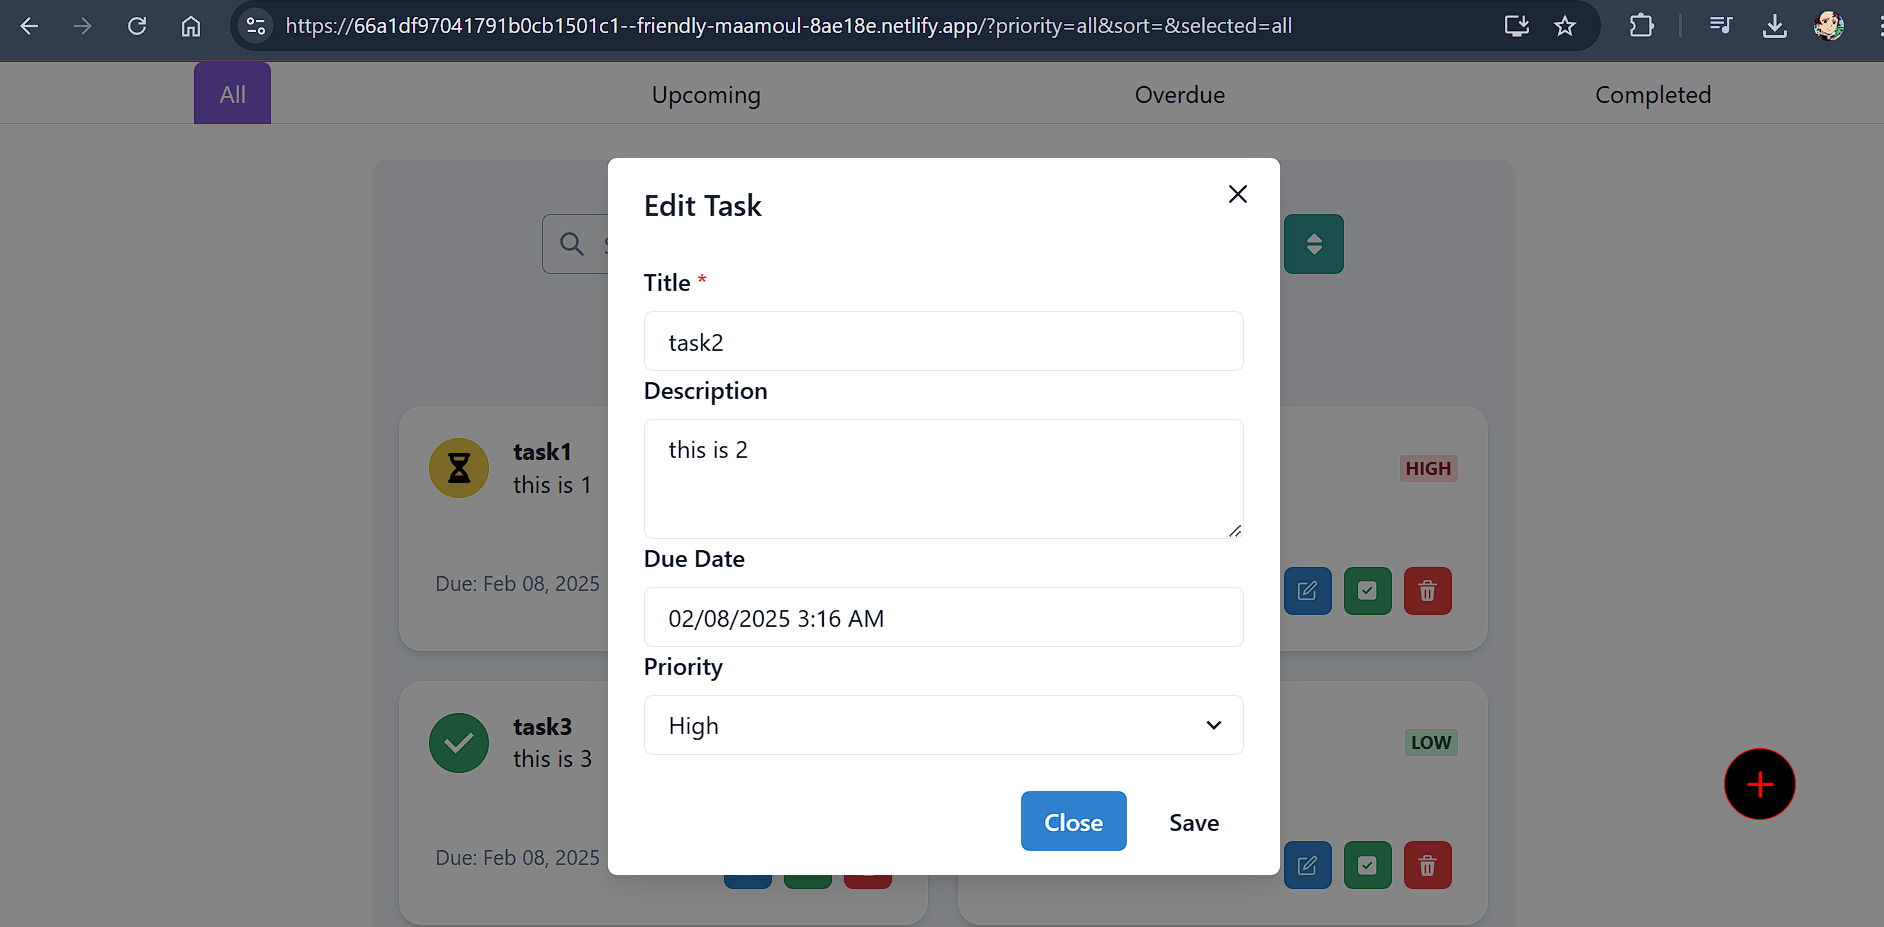 https://66a1df97041791b0cb1501c1--friendly-maamoul-8ae18e.netlify.app/?priority=all&sort=&selected=all
All Upcoming Overdue Completed
Edit Task
Title *
task2
Description
this is 2
Due Date
02/08/2025 3:16 AM
Priority
High
Close Save
task1
this is 1
Due: Feb 08, 2025
HIGH
task3
this is 3
Due: Feb 08, 2025
LOW